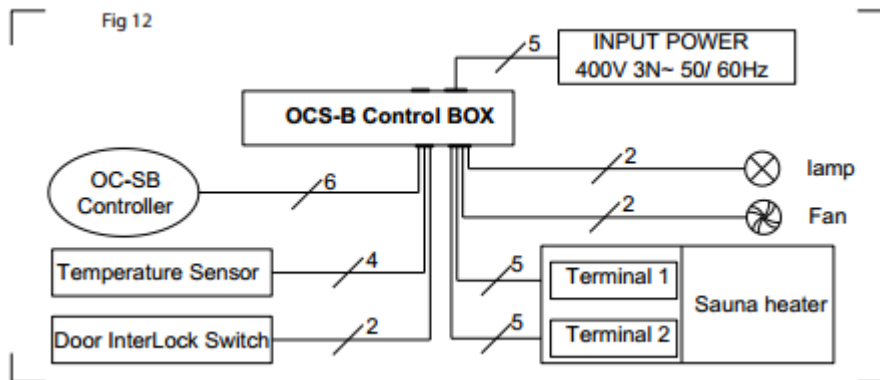 Fig 12
5
INPUT POWER
400V 3N~ 50/ 60Hz
OCS-B Control BOX
OC-SB
Controller
6
2
lamp
2
Fan
Temperature Sensor
4
5
Terminal 1
Sauna heater
Door InterLock Switch
2
5
Terminal 2